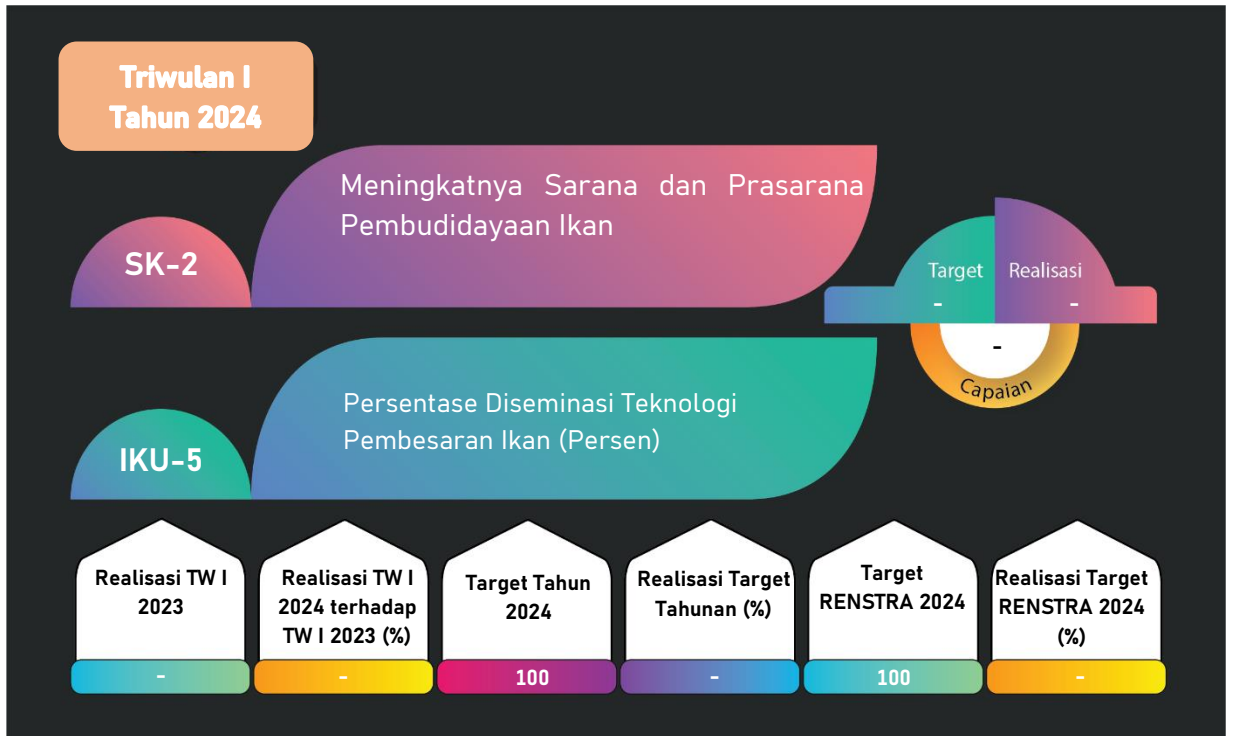 Triwulan I
Tahun 2024
SK-2
Meningkatnya Sarana dan Prasarana
Pembudidayaan Ikan
Target
Realisasi
-
-
-
Capaian
IKU-5
Persentase Diseminasi Teknologi
Pembesaran Ikan (Persen)
Realisasi TW I
2023
-
Realisasi TW I
2024 terhadap
TW I 2023 (%)
-
Target Tahun
2024
100
Realisasi Target
Tahunan (%)
-
Target
RENSTRA 2024
100
Realisasi Target
RENSTRA 2024
(%)
-